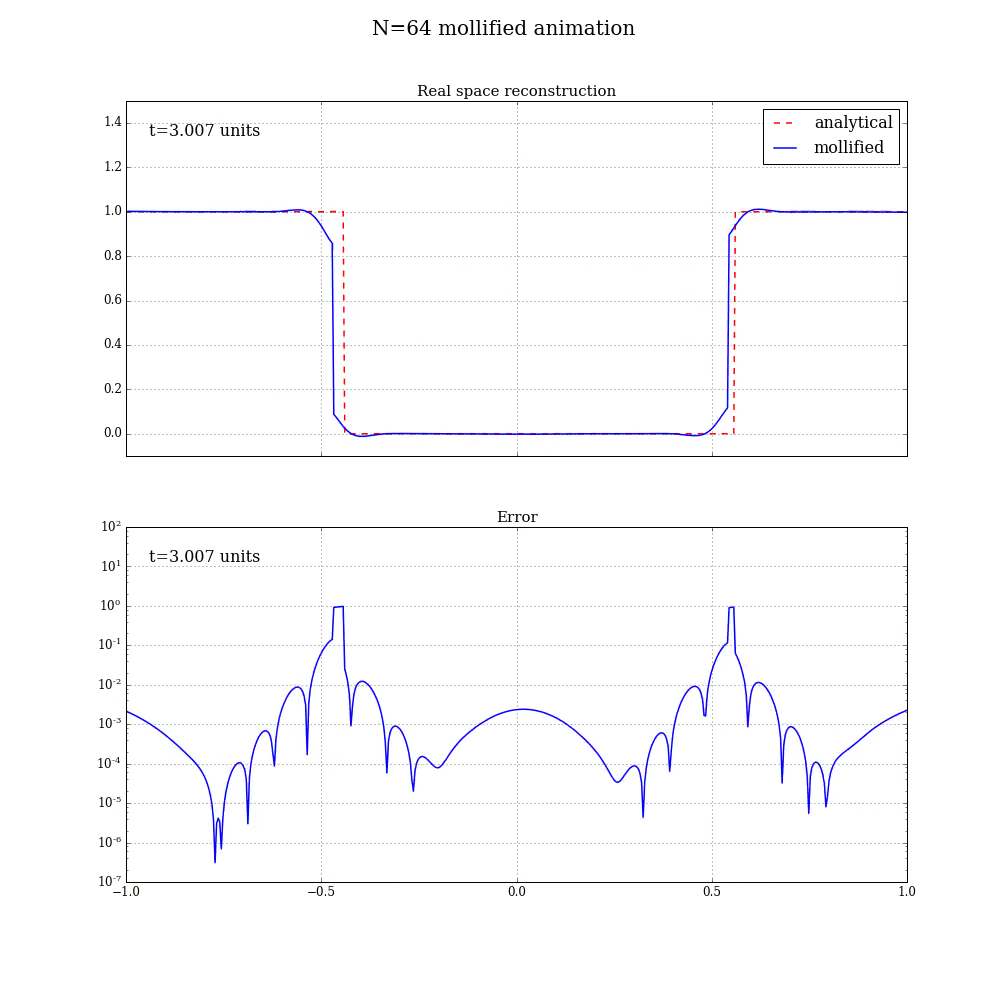 N=64 mollified animation
Real space reconstruction
t=3.007 units
analytical
mollified
1.4
1.2
1.0
0.8
0.6
0.4
0.2
0.0
Error
t=3.007 units
10²
10¹
10⁰
10⁻¹
10⁻²
10⁻³
10⁻⁴
10⁻⁵
10⁻⁶
10⁻⁷
−1.0 −0.5 0.0 0.5 1.0